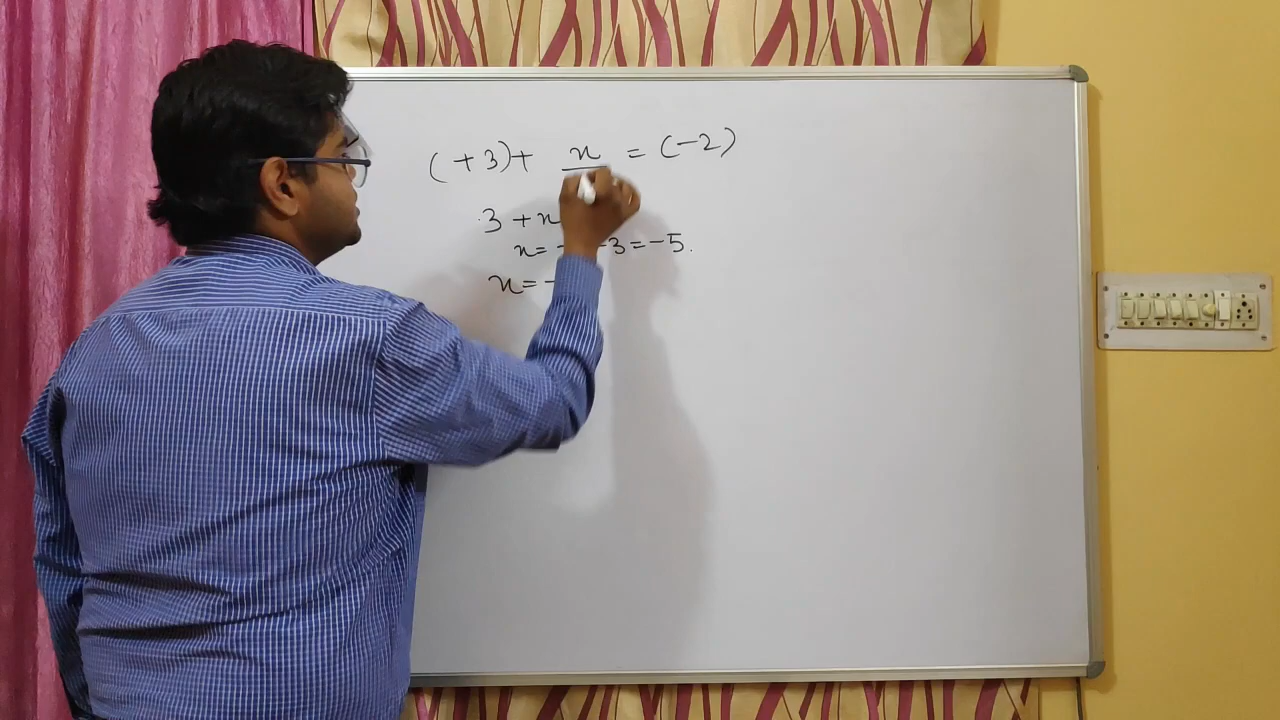 (+3)+ x = (-2)
3 + x
x = - -3 = -5.
x = -